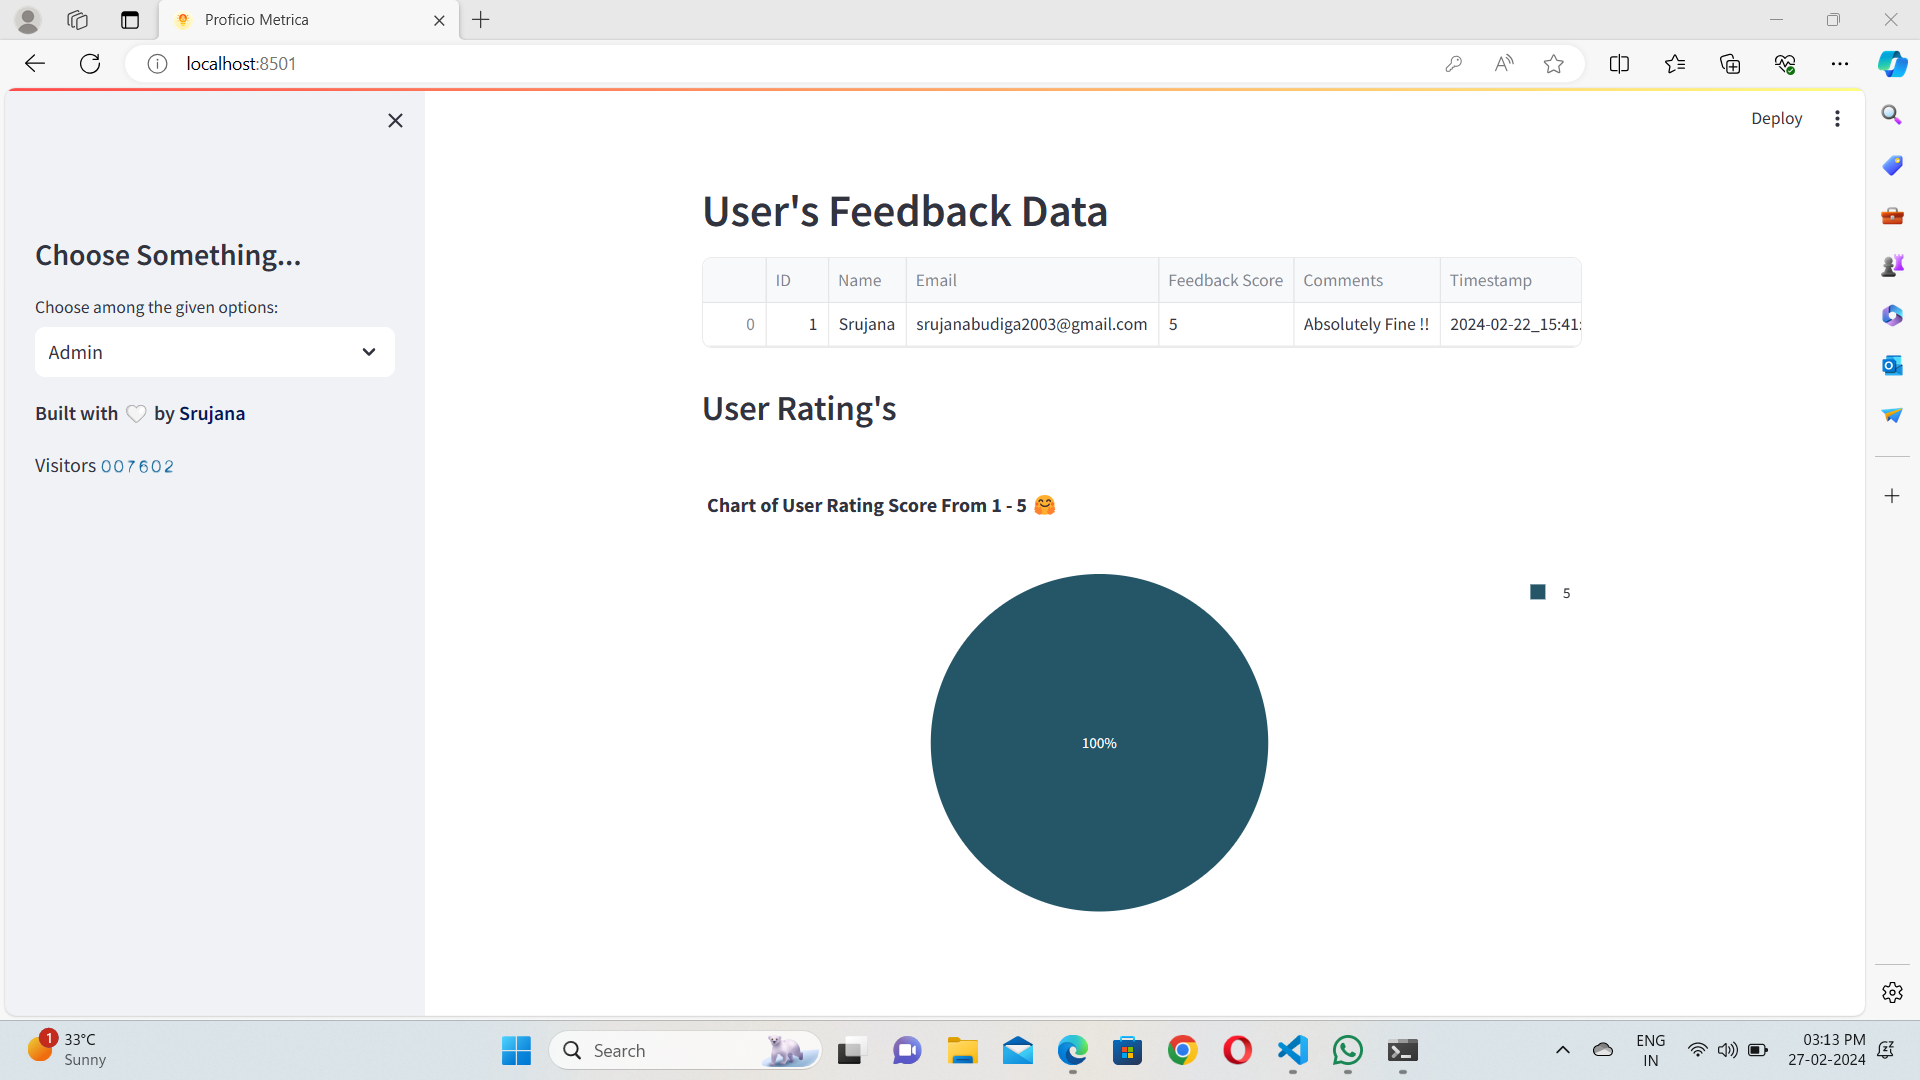 Proficio Metrica
localhost:8501
Deploy
Choose Something...
Choose among the given options:
Admin
Built with 🤍 by Srujana
Visitors 007602
User's Feedback Data
ID Name Email Feedback Score Comments Timestamp
0 1 Srujana srujanabudiga2003@gmail.com 5 Absolutely Fine !! 2024-02-22_15:41:
User Rating's
Chart of User Rating Score From 1 - 5 🤗
5
100%
1
33°C
Sunny
Search
ENG
IN
03:13 PM
27-02-2024